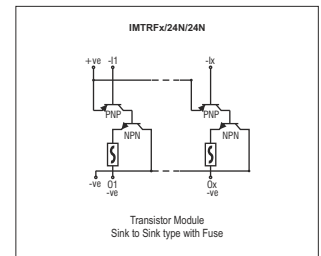 IMTRFx/24N/24N
+ve -I1 -Ix
PNP PNP
NPN NPN
-ve O1 Ox
-ve -ve
Transistor Module
Sink to Sink type with Fuse